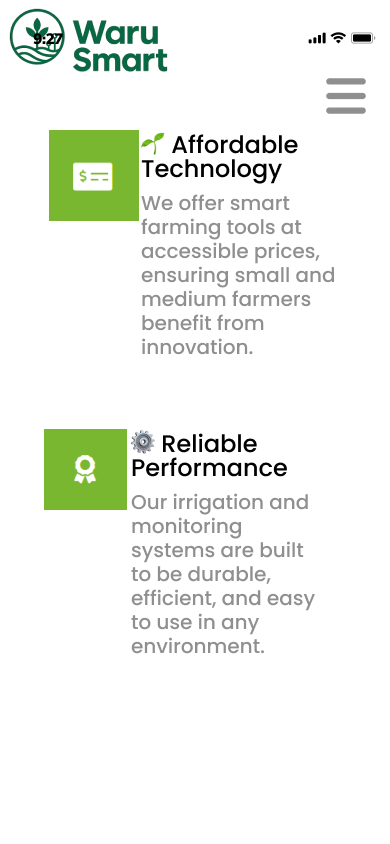 Waru
Smart
9:27
🌱 Affordable
Technology
We offer smart
farming tools at
accessible prices,
ensuring small and
medium farmers
benefit from
innovation.
⚙️ Reliable
Performance
Our irrigation and
monitoring
systems are built
to be durable,
efficient, and easy
to use in any
environment.